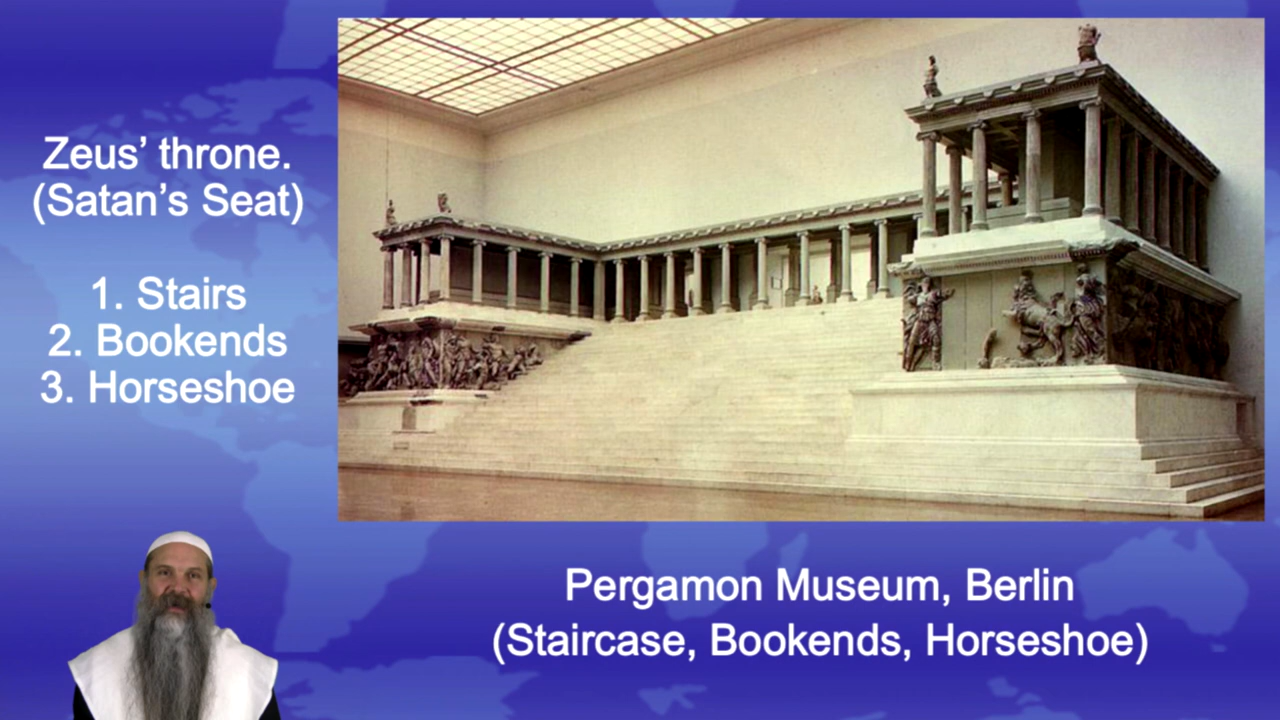 Zeus’ throne.
(Satan’s Seat)
1. Stairs
2. Bookends
3. Horseshoe
Pergamon Museum, Berlin
(Staircase, Bookends, Horseshoe)